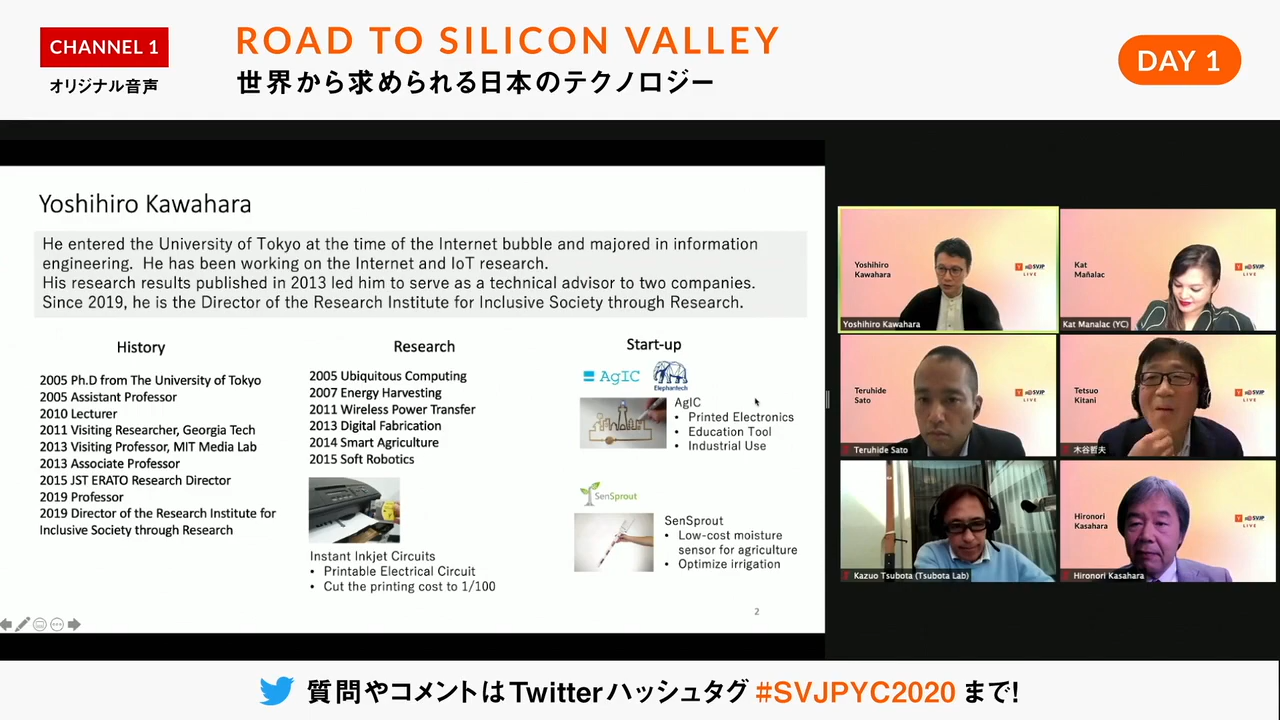 CHANNEL 1
オリジナル音声
ROAD TO SILICON VALLEY
世界から求められる日本のテクノロジー
DAY 1
Yoshihiro Kawahara
He entered the University of Tokyo at the time of the Internet bubble and majored in information
engineering. He has been working on the Internet and IoT research.
His research results published in 2013 led him to serve as a technical advisor to two companies.
Since 2019, he is the Director of the Research Institute for Inclusive Society through Research.
History
2005 Ph.D from The University of Tokyo
2005 Assistant Professor
2010 Lecturer
2011 Visiting Researcher, Georgia Tech
2013 Visiting Professor, MIT Media Lab
2013 Associate Professor
2015 JST ERATO Research Director
2019 Professor
2019 Director of the Research Institute for
Inclusive Society through Research
Research
2005 Ubiquitous Computing
2007 Energy Harvesting
2011 Wireless Power Transfer
2013 Digital Fabrication
2014 Smart Agriculture
2015 Soft Robotics
Instant Inkjet Circuits
• Printable Electrical Circuit
• Cut the printing cost to 1/100
Start-up
AgIC
Elephantech
AgIC
• Printed Electronics
• Education Tool
• Industrial Use
SenSprout
SenSprout
• Low-cost moisture
sensor for agriculture
• Optimize irrigation
2
Yoshihiro
Kawahara
Y n@SVJP
LIVE
Yoshihiro Kawahara
Kat
Mañalac
Y n@SVJP
LIVE
Kat Manalac (YC)
Teruhide
Sato
Y n@SVJP
LIVE
Teruhide Sato
Tetsuo
Kitani
Y n@SVJP
LIVE
木谷哲夫
Kazuo Tsubota (Tsubota Lab)
Hironori
Kasahara
Y n@SVJP
LIVE
Hironori Kasahara
質問やコメントはTwitterハッシュタグ #SVJPYC2020 まで!